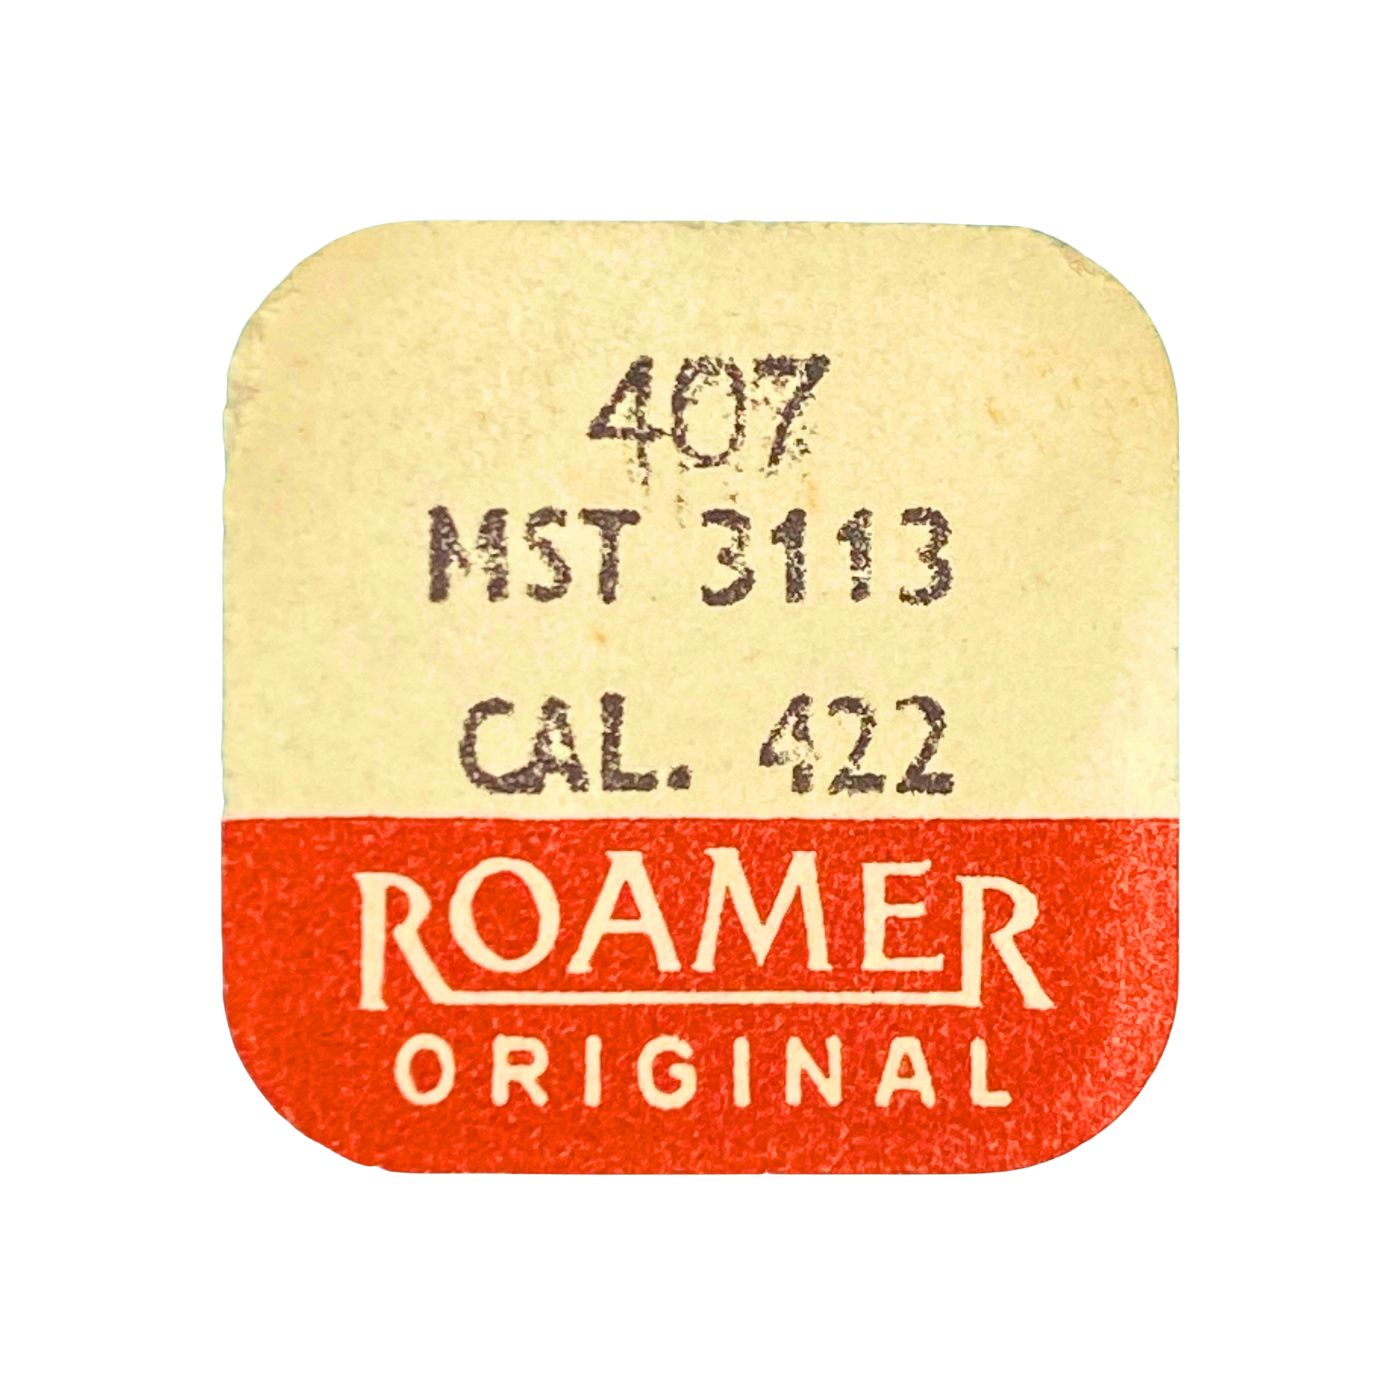 407
MST 3113
CAL. 422
ROAMER
ORIGINAL